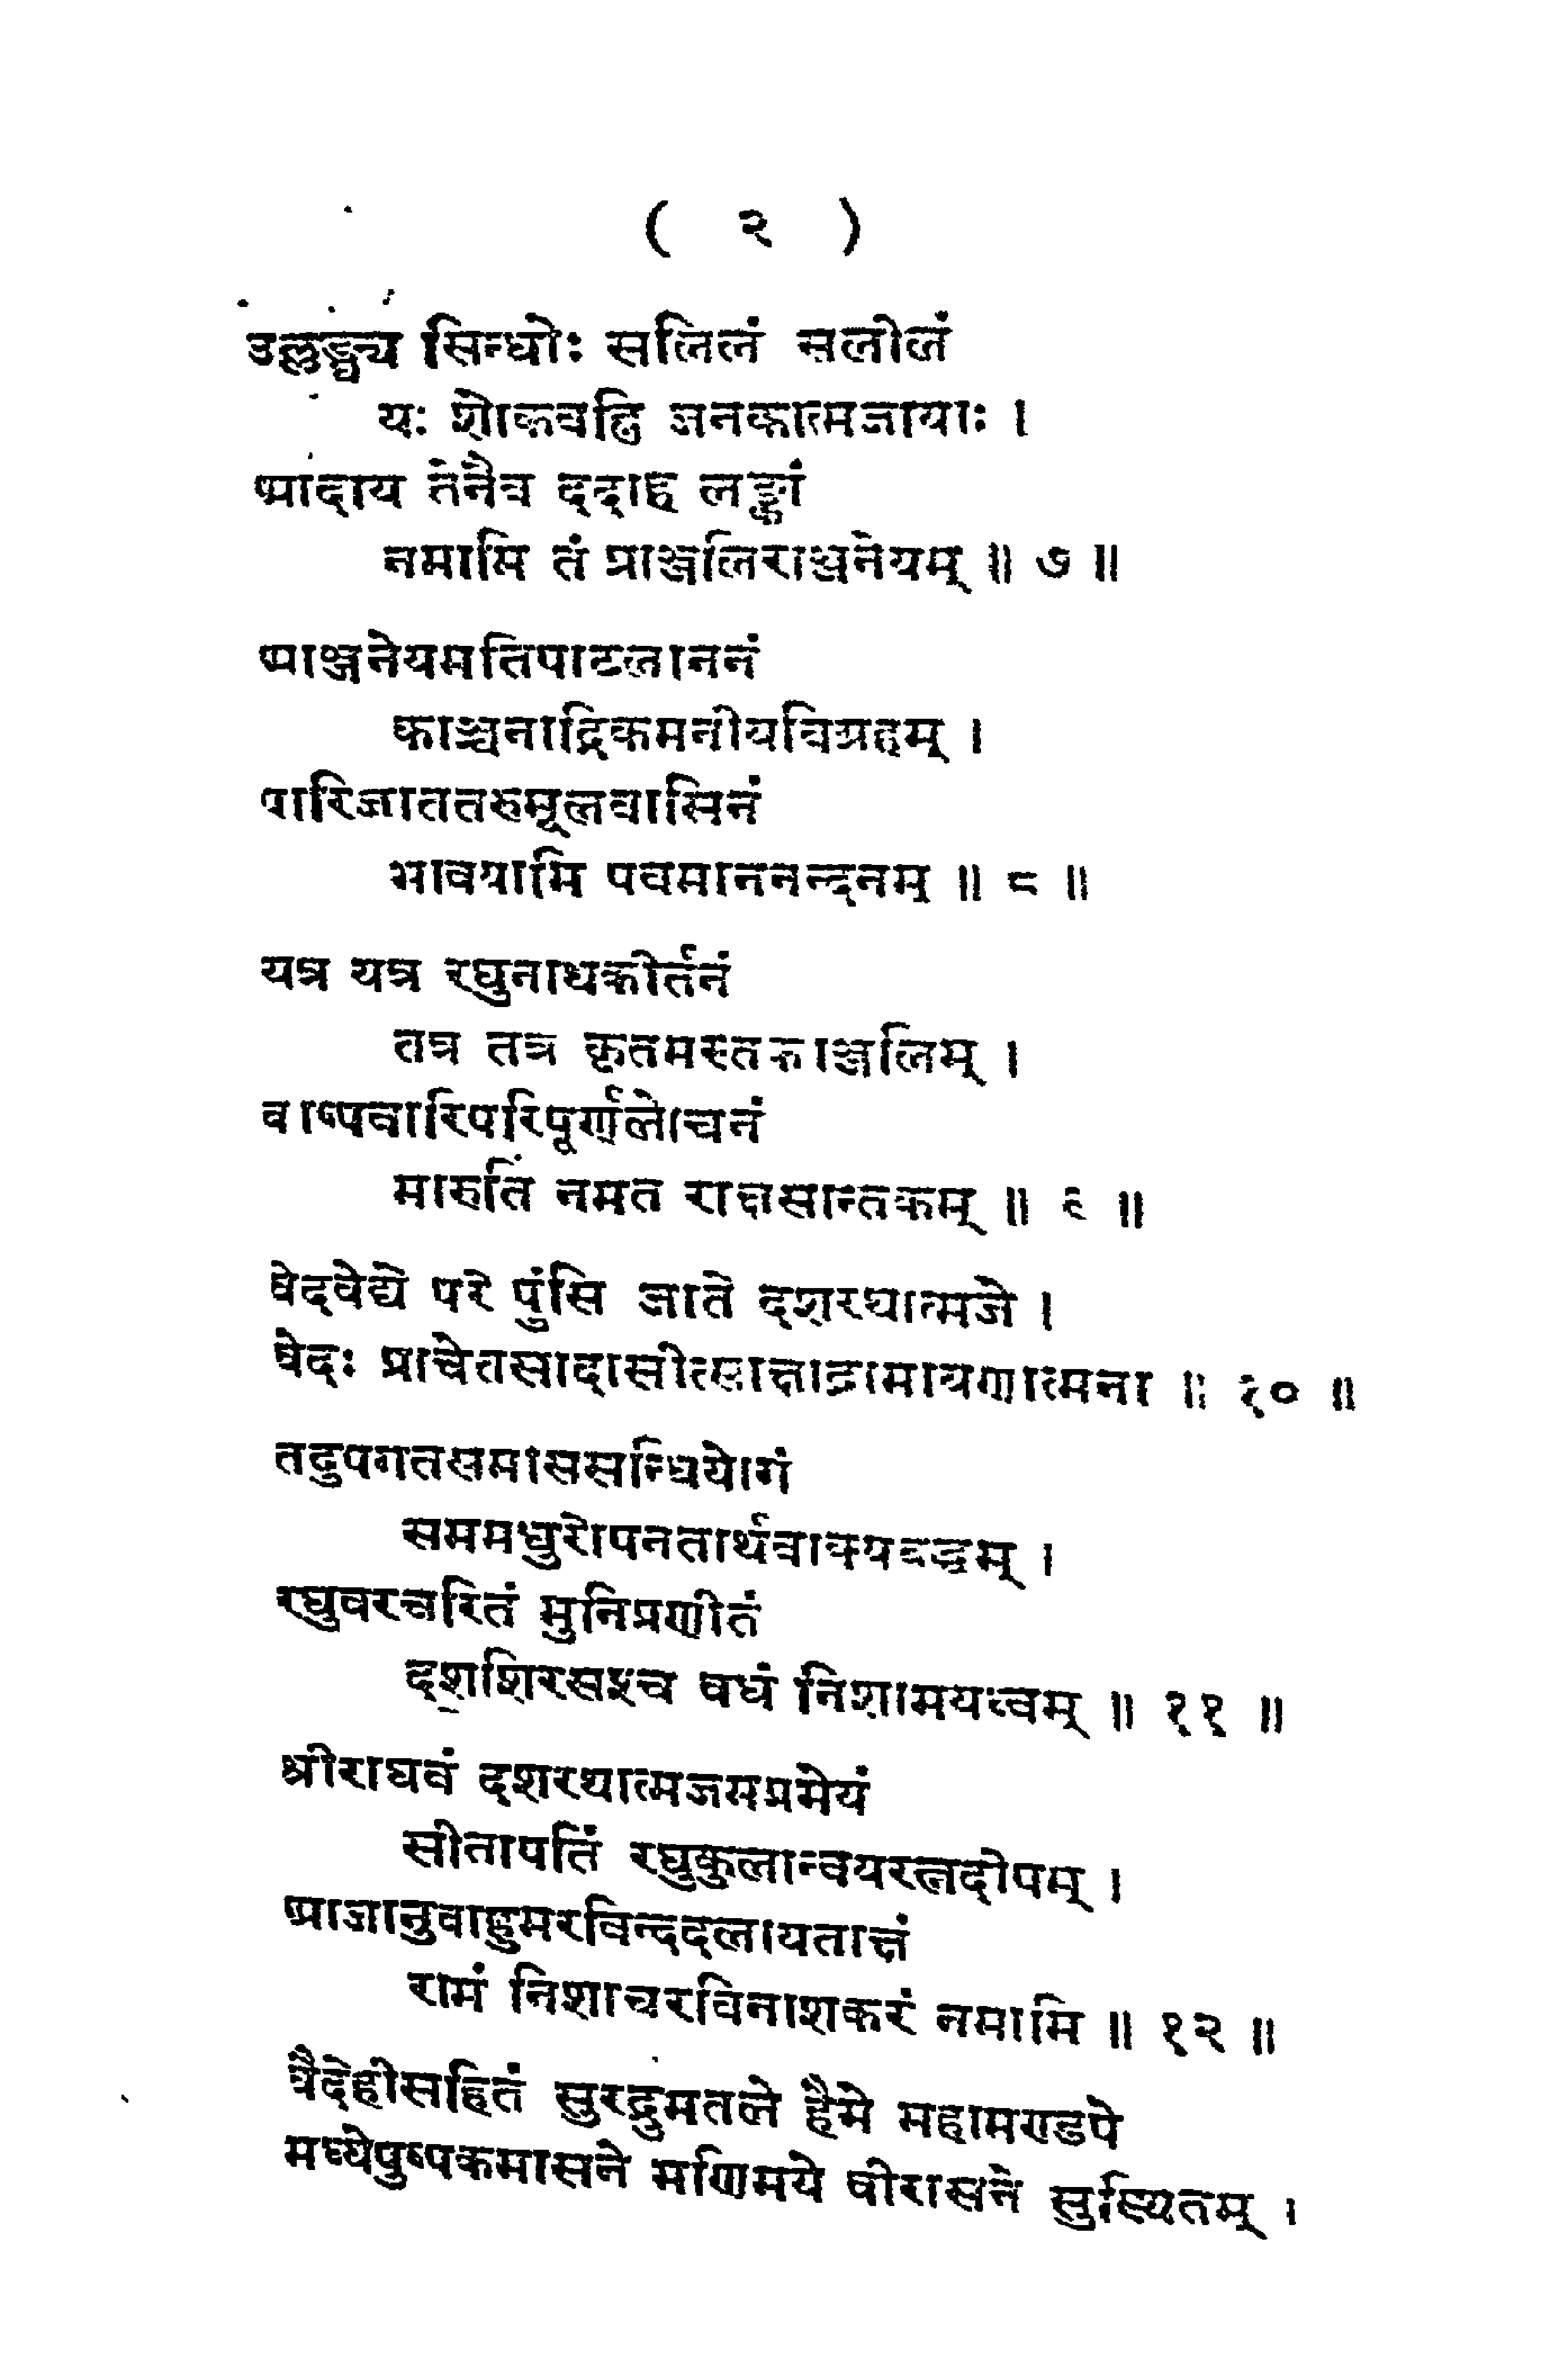 ( २ )
उल्लङ्घ्य सिन्धोः सलिलं सलीलं
यः शोकवह्निं जनकात्मजायाः ।
आदाय तेनैव ददाह लङ्कां
नमामि तं प्राञ्जलिराञ्जनेयम् ॥ ७ ॥
आञ्जनेयमतिपाटलाननं
काञ्चनाद्रिकमनीयविग्रहम् ।
पारिजाततरुमूलवासिनं
भावयामि पवमाननन्दनम् ॥ ८ ॥
यत्र यत्र रघुनाथकीर्तनं
तत्र तत्र कृतमस्तकाञ्जलिम् ।
वाष्पवारिपरिपूर्णलोचनं
मारुतिं नमत राक्षसान्तकम् ॥ ९ ॥
वेदवेद्ये परे पुंसि जाते दशरथात्मजे ।
वेदः प्राचेतसादासीत्साक्षाद्रामायणात्मना ॥ १० ॥
तदुपगतसमाससन्धियोगं
सममधुरोपनतार्थवाक्यबद्धम् ।
रघुवरचरितं मुनिप्रणीतं
दशशिरसश्च वधं निशामयध्वम् ॥ ११ ॥
श्रीराघवं दशरथात्मजमप्रमेयं
सीतापतिं रघुकुलान्वयरत्नदीपम् ।
आजानुवाहुमरविन्ददलायताक्षं
रामं निशाचरविनाशकरं नमामि ॥ १२ ॥
वैदेहीसहितं सुरद्रुमतले हैमे महामण्डपे
मध्येपुष्पकमासने मणिमये वीरासने सुस्थितम् ।